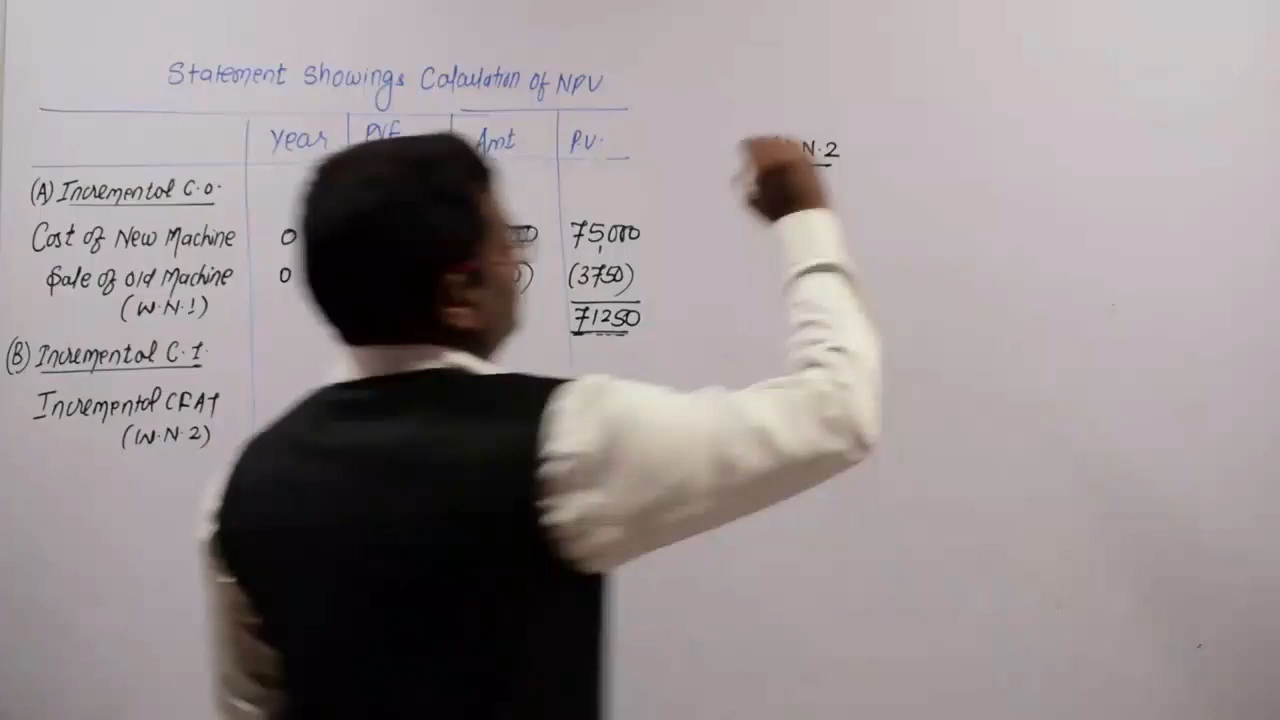 Statement Showings Calculation of NPV
Year PVF Amt P.V.
(A) Incremental C.O.
Cost of New Machine 0 75,000
Sale of old Machine 0 (3750)
(W.N.1)
71250
(B) Incremental C.I.
Incremental CFAT
(W.N.2)
N.2